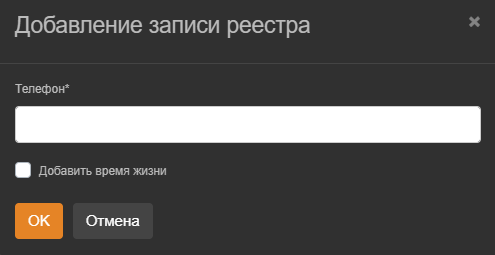 Добавление записи реестра
Телефон*
Добавить время жизни
OK
Отмена